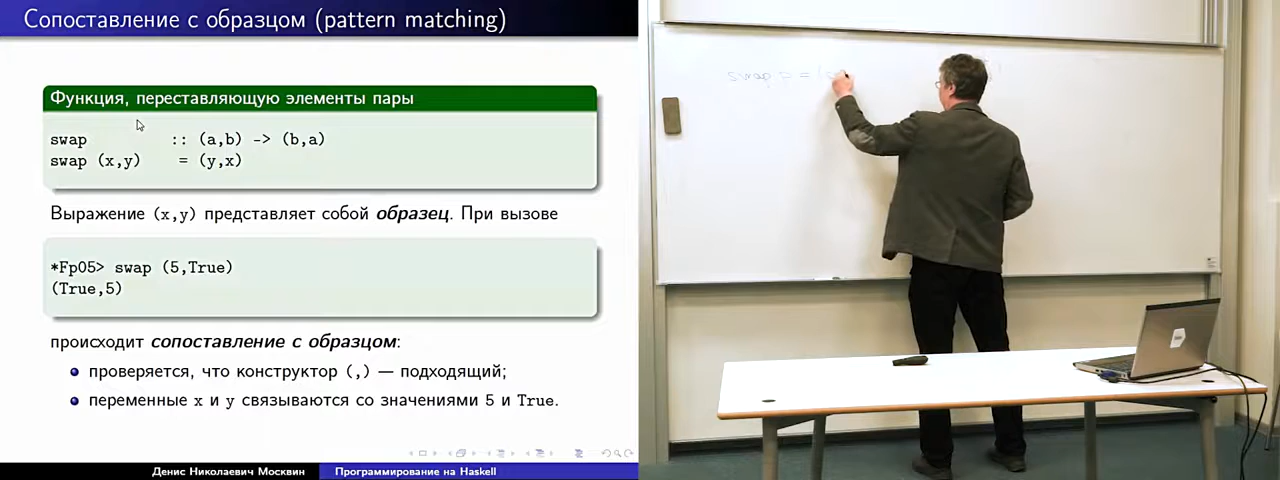 Сопоставление с образцом (pattern matching)
Функция, переставляющую элементы пары
swap :: (a,b) -> (b,a)
swap (x,y) = (y,x)
Выражение (x,y) представляет собой образец. При вызове
*Fp05> swap (5,True)
(True,5)
происходит сопоставление с образцом:
проверяется, что конструктор (,) — подходящий;
переменные x и y связываются со значениями 5 и True.
Денис Николаевич Москвин Программирование на Haskell
swap p = (